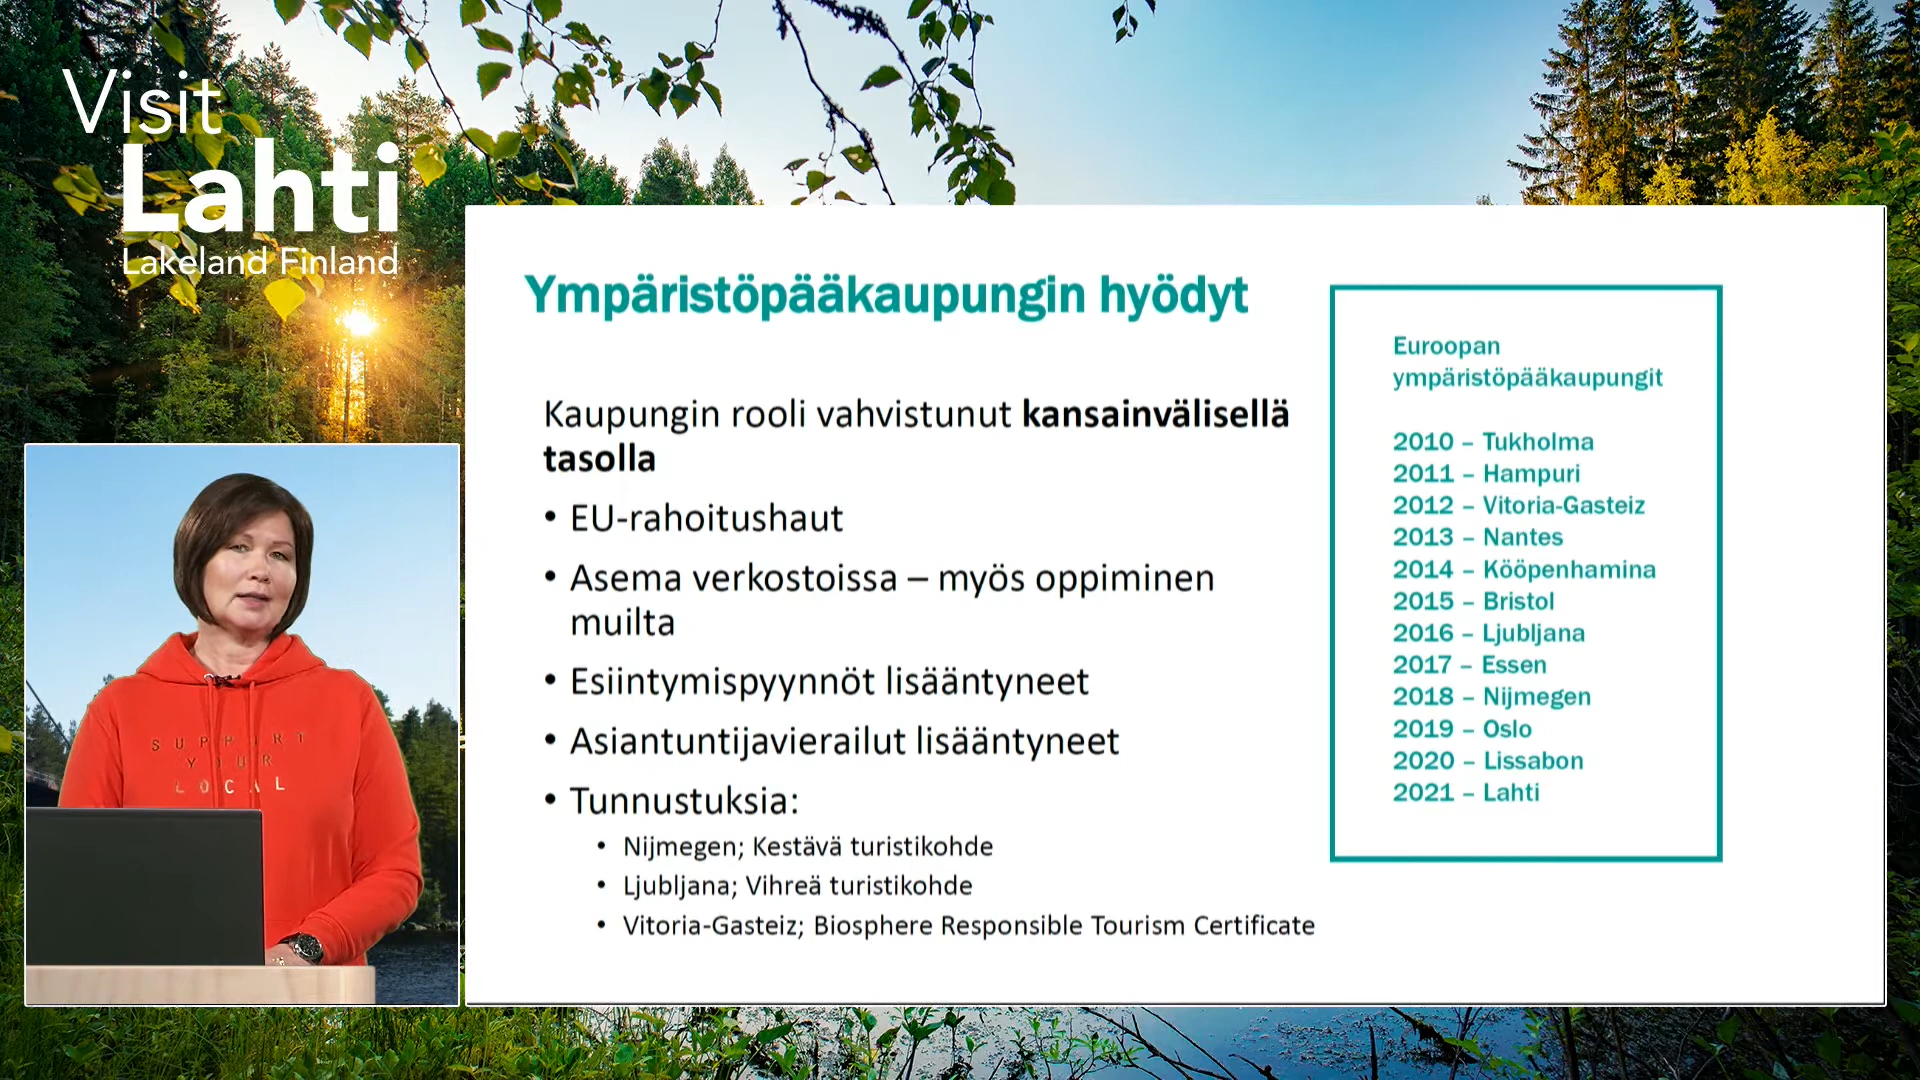 Visit
Lahti
Lakeland Finland
Ympäristöpääkaupungin hyödyt
Kaupungin rooli vahvistunut kansainvälisellä
tasolla
• EU-rahoitushaut
• Asema verkostoissa – myös oppiminen
muilta
• Esiintymispyynnöt lisääntyneet
• Asiantuntijavierailut lisääntyneet
• Tunnustuksia:
• Nijmegen; Kestävä turistikohde
• Ljubljana; Vihreä turistikohde
• Vitoria-Gasteiz; Biosphere Responsible Tourism Certificate
Euroopan
ympäristöpääkaupungit
2010 – Tukholma
2011 – Hampuri
2012 – Vitoria-Gasteiz
2013 – Nantes
2014 – Kööpenhamina
2015 – Bristol
2016 – Ljubljana
2017 – Essen
2018 – Nijmegen
2019 – Oslo
2020 – Lissabon
2021 – Lahti
SUPPORT
YOUR
LOCAL